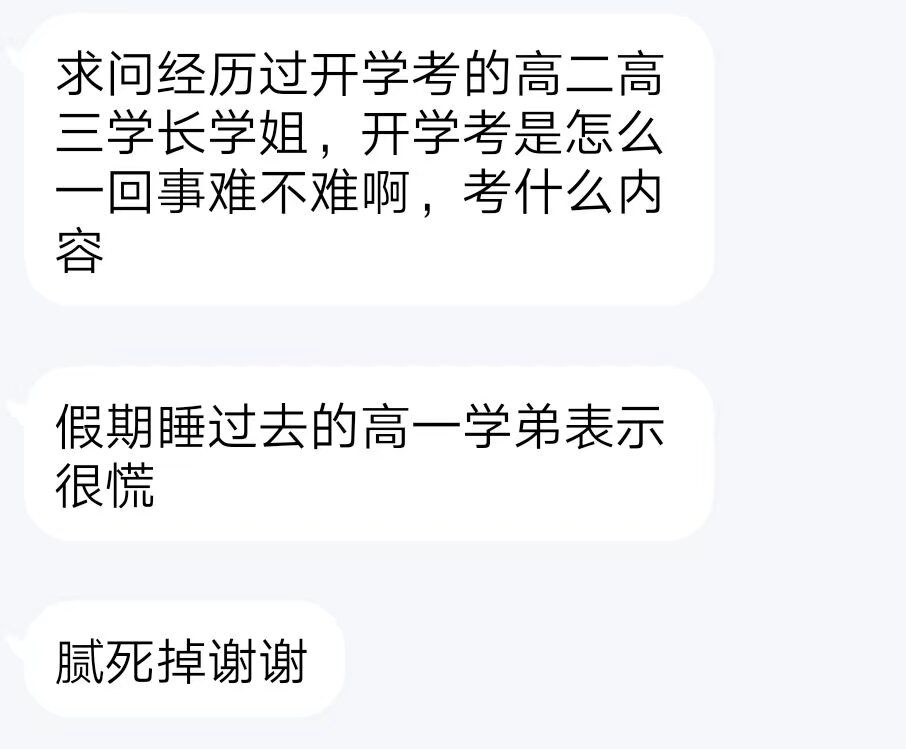 求问经历过开学考的高二高
三学长学姐，开学考是怎么
一回事难不难啊，考什么内
容
假期睡过去的高一学弟表示
很慌
腻死掉谢谢